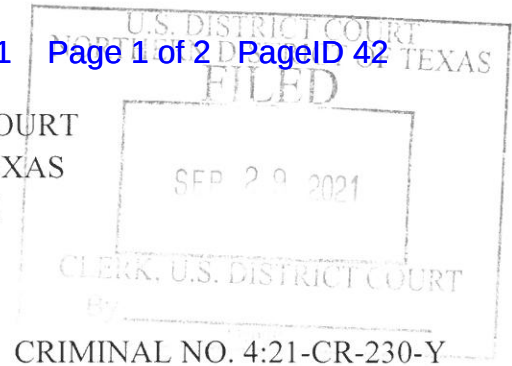 U.S. DISTRICT COURT
1 Page 1 of 2 PageID 42
NORTHERN DISTRICT OF TEXAS
FILED
OURT
XAS
SEP 29 2021
CLERK, U.S. DISTRICT COURT
By
CRIMINAL NO. 4:21-CR-230-Y